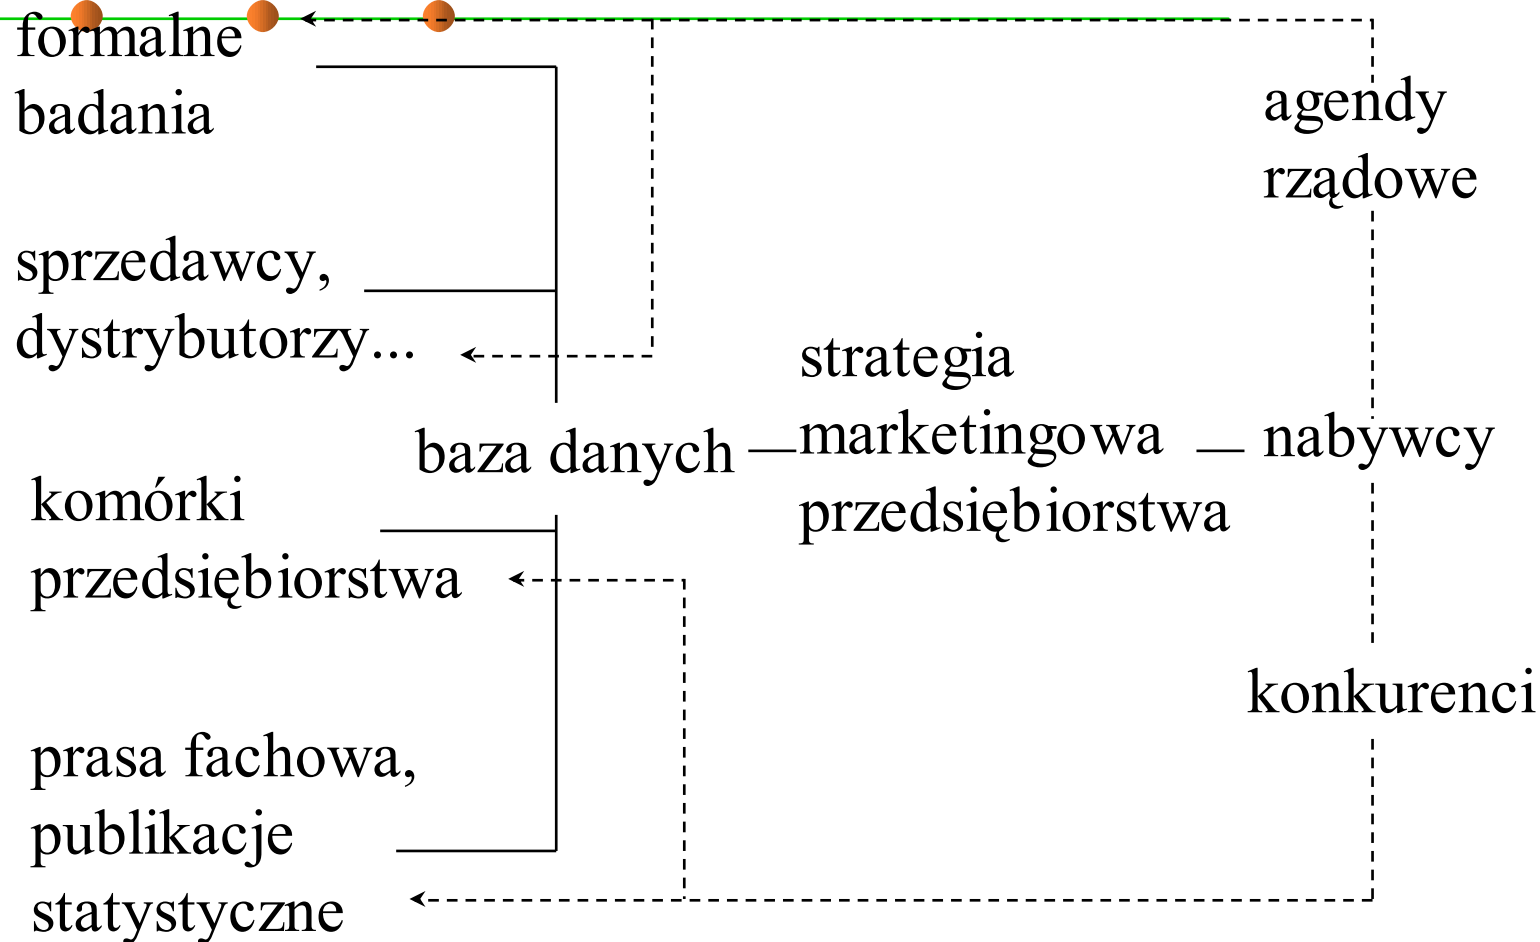 formalne
badania
sprzedawcy,
dystrybutorzy...
komórki
przedsiębiorstwa
prasa fachowa,
publikacje
statystyczne
baza danych
strategia
marketingowa
przedsiębiorstwa
agendy
rządowe
nabywcy
konkurenci